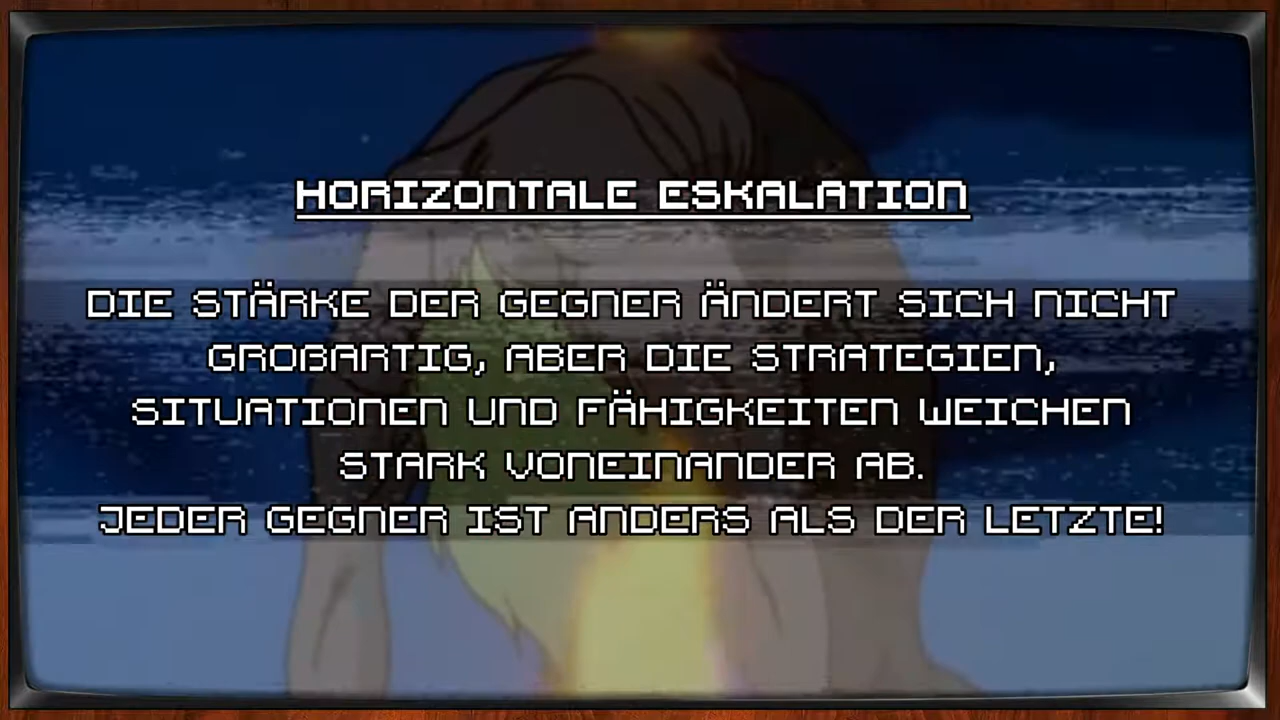 HORIZONTALE ESKALATION
DIE STÄRKE DER GEGNER ÄNDERT SICH NICHT
GROßARTIG, ABER DIE STRATEGIEN,
SITUATIONEN UND FÄHIGKEITEN WEICHEN
STARK VONEINANDER AB.
JEDER GEGNER IST ANDERS ALS DER LETZTE!